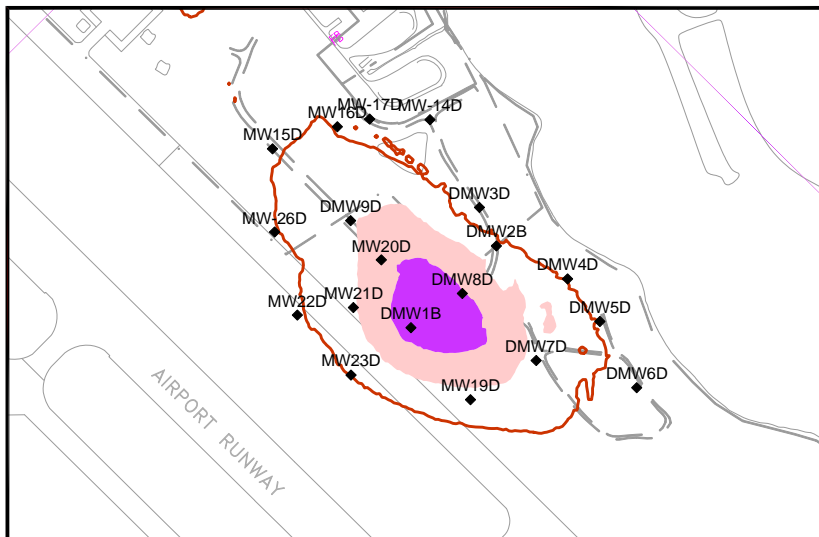 MW-17D
MW-14D
MW16D
MW15D
DMW3D
DMW9D
MW-26D
DMW2B
MW20D
DMW4D
DMW8D
MW21D
MW22D
DMW5D
DMW1B
DMW7D
MW23D
DMW6D
MW19D
AIRPORT RUNWAY